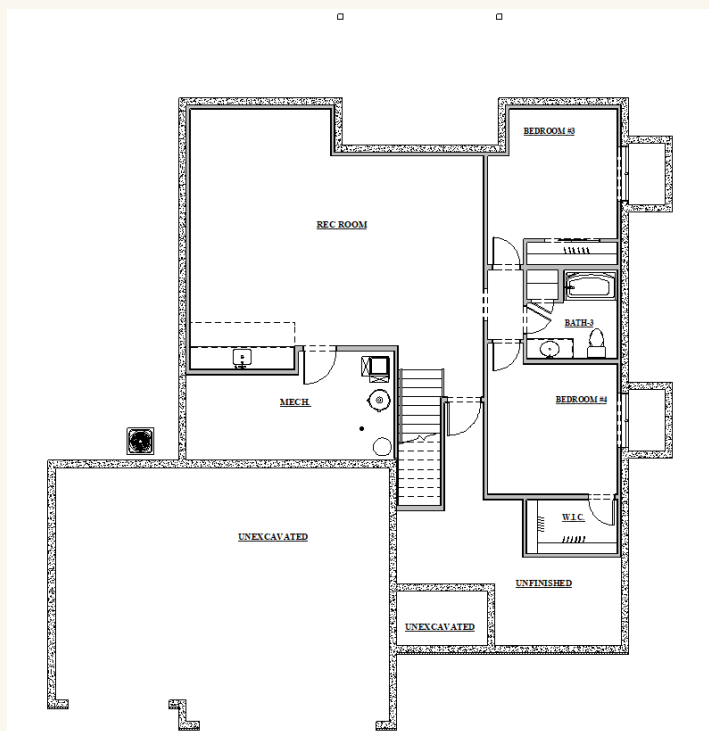 BEDROOM #3
REC ROOM
BATH-3
MECH.
BEDROOM #4
W.I.C.
UNEXCAVATED
UNFINISHED
UNEXCAVATED